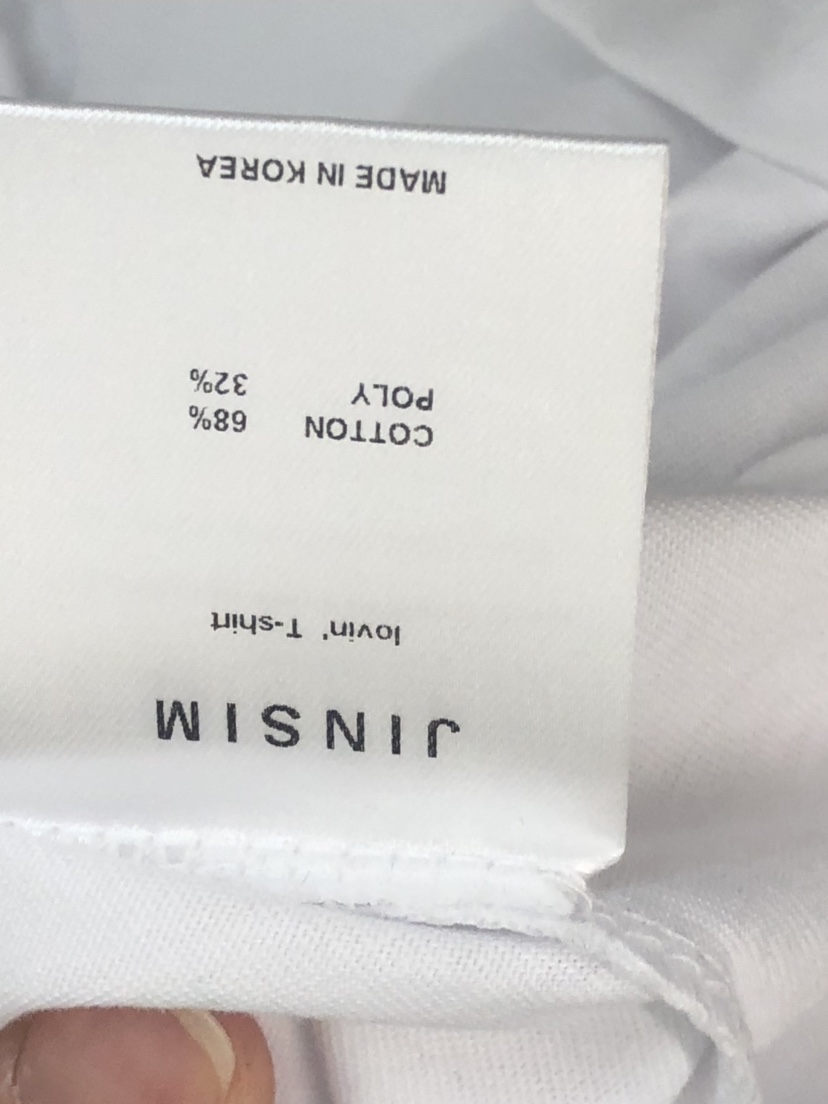 JINSIM
lovin' T-shirt
COTTON 68%
POLY 32%
MADE IN KOREA